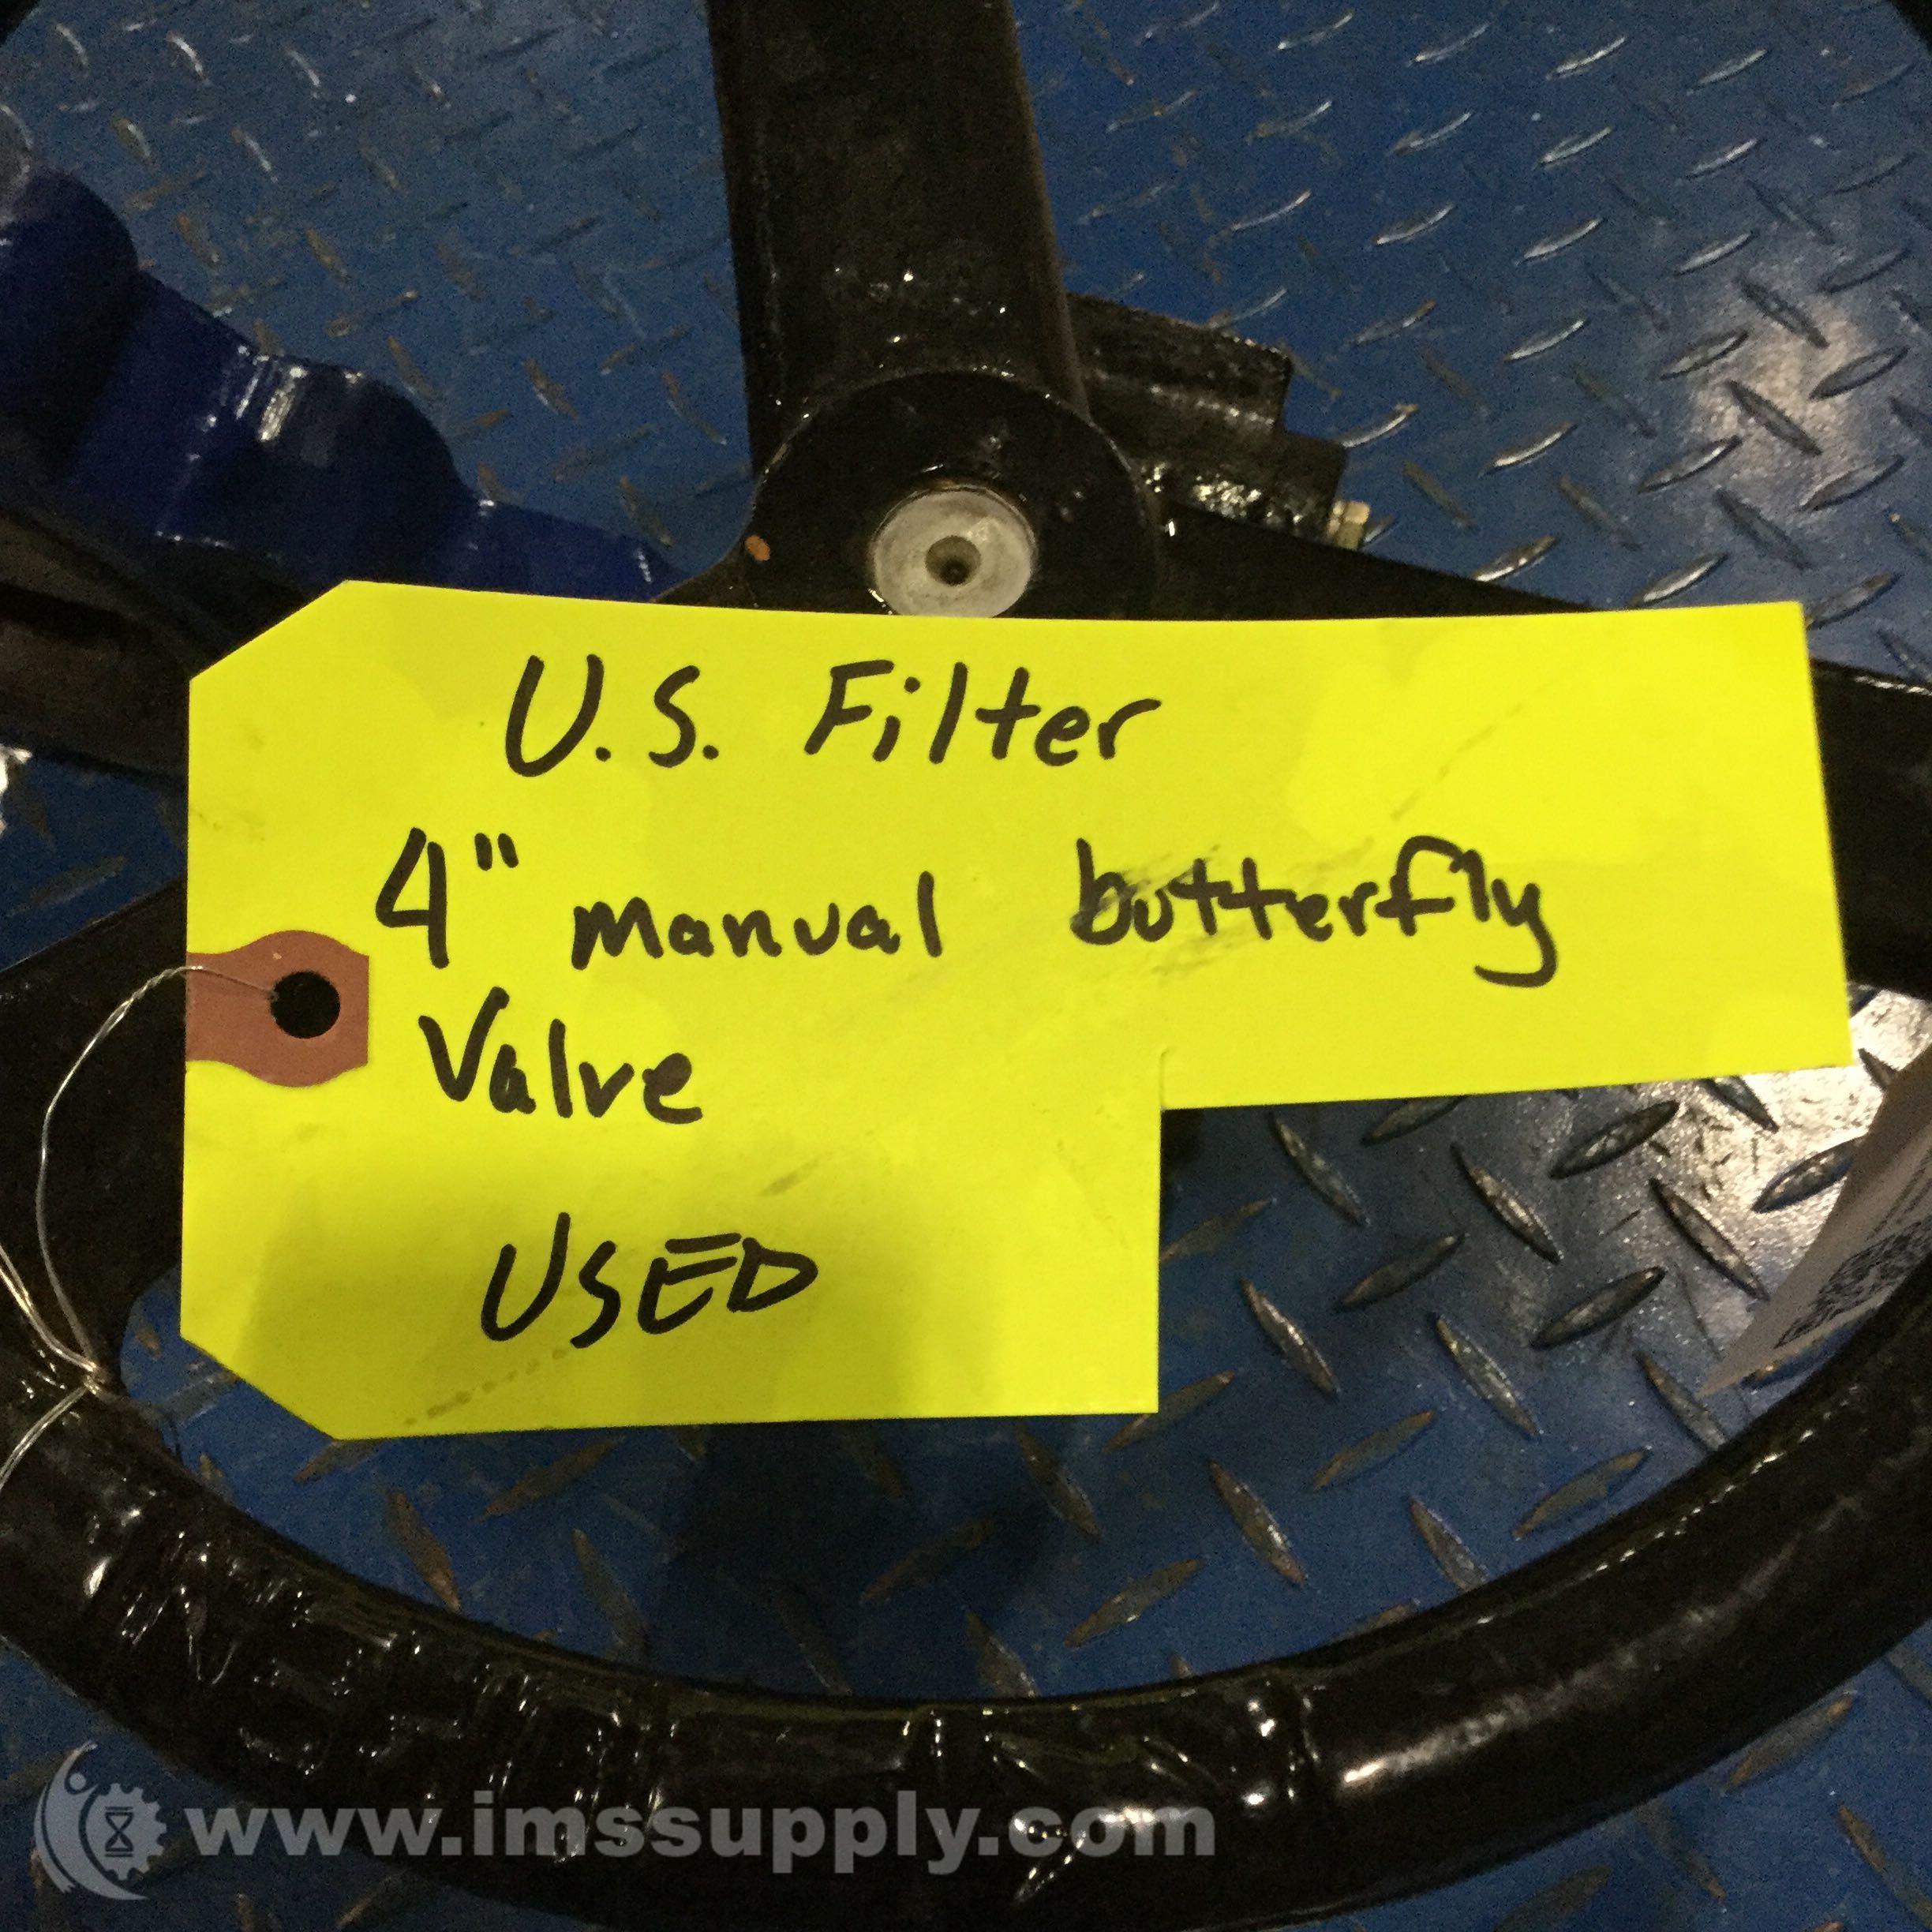 U.S. Filter
4" manual butterfly
Valve
USED
www.imssupply.com